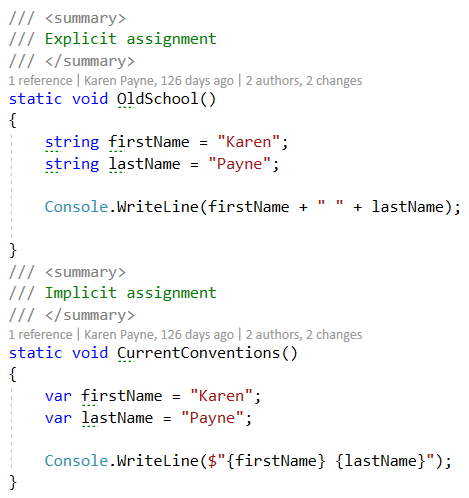 /// <summary>
/// Explicit assignment
/// </summary>
1 reference | Karen Payne, 126 days ago | 2 authors, 2 changes
static void OldSchool()
{
    string firstName = "Karen";
    string lastName = "Payne";
    Console.WriteLine(firstName + " " + lastName);
}
/// <summary>
/// Implicit assignment
/// </summary>
1 reference | Karen Payne, 126 days ago | 2 authors, 2 changes
static void CurrentConventions()
{
    var firstName = "Karen";
    var lastName = "Payne";
    Console.WriteLine($"{firstName} {lastName}");
}